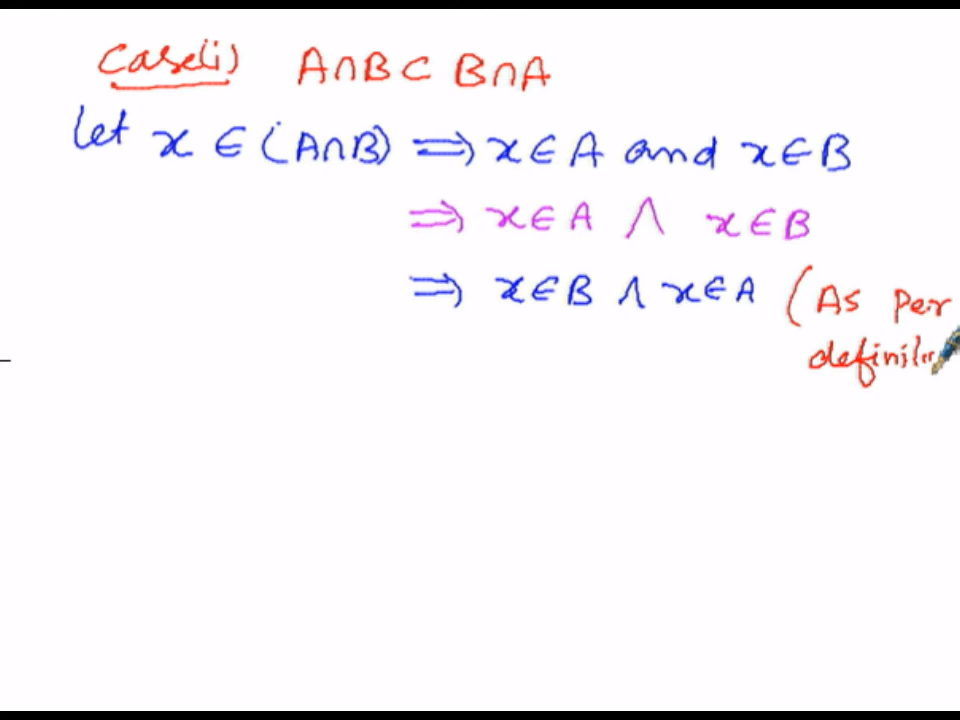 Case(i) A∩B ⊂ B∩A
Let x ∈ (A∩B) ⇒ x∈A and x∈B
⇒ x∈A ∧ x∈B
⇒ x∈B ∧ x∈A (As per